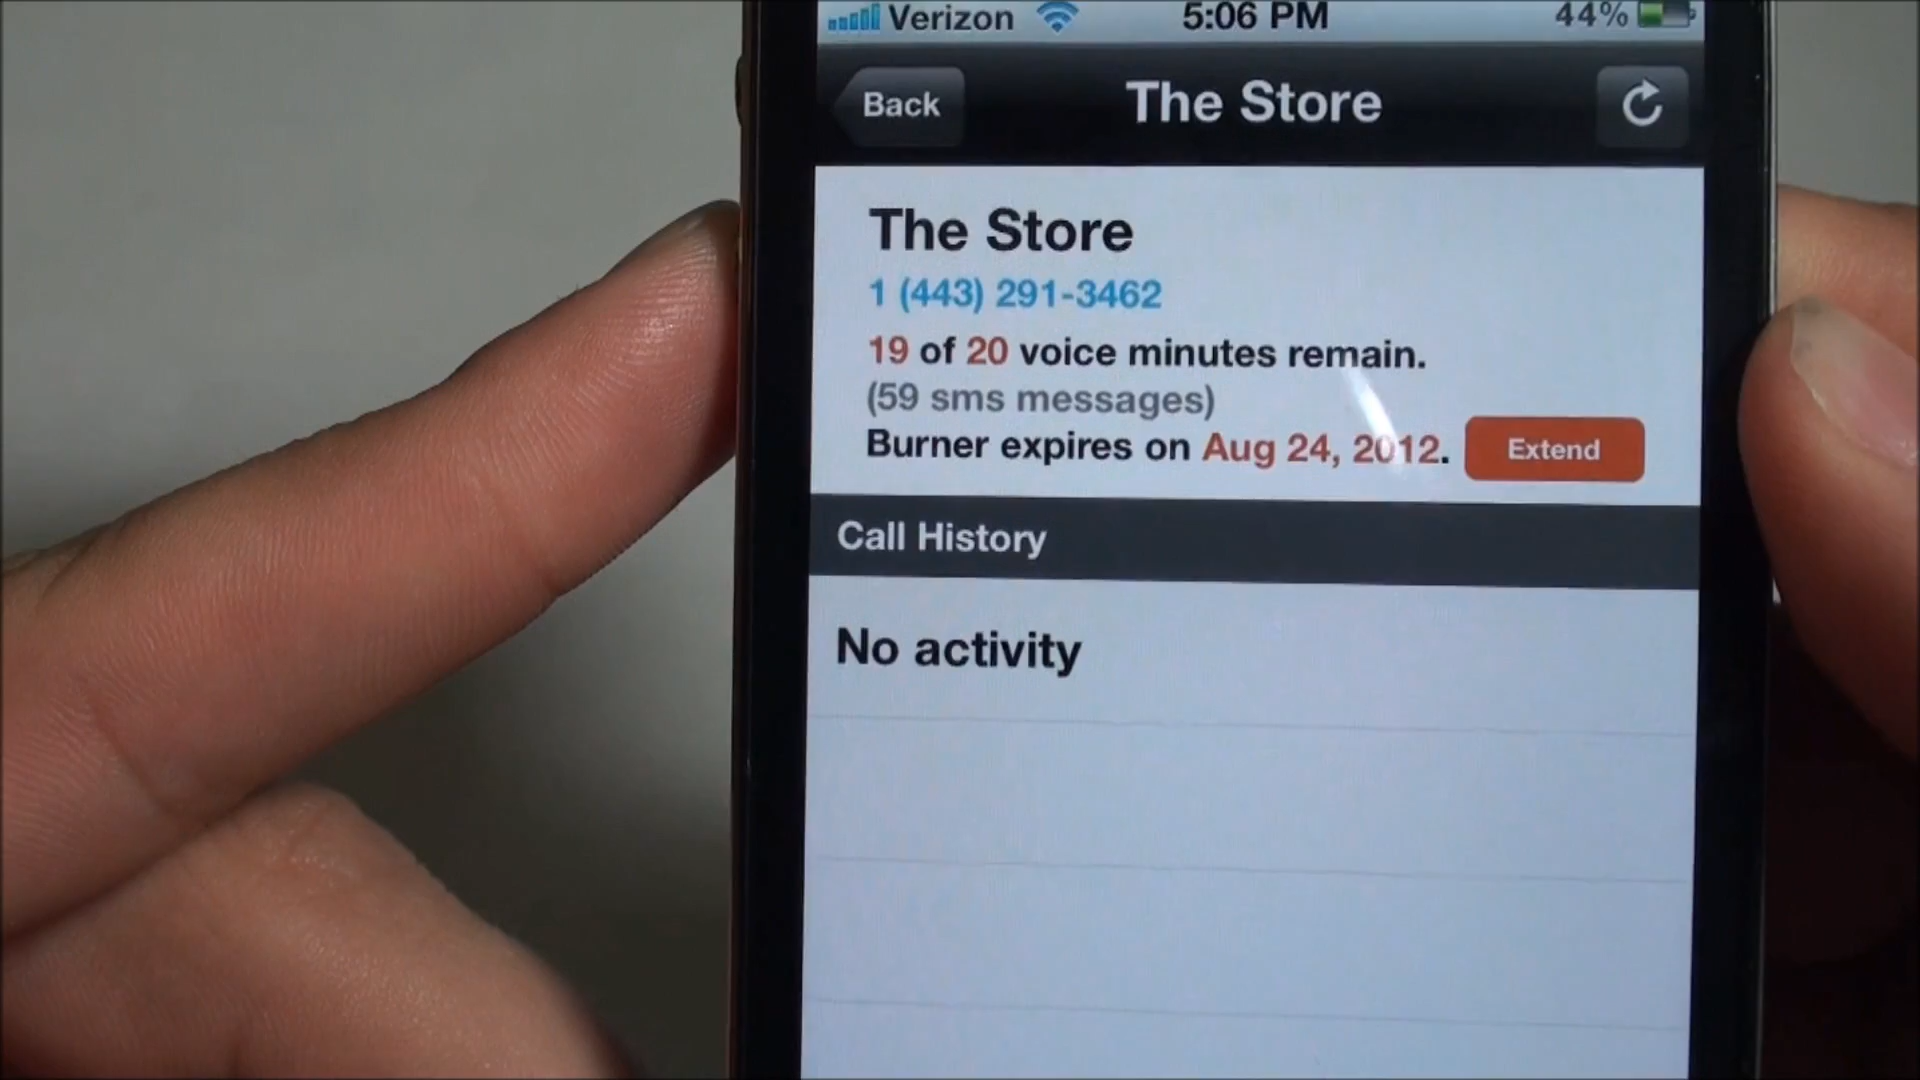 Verizon 5:06 PM 44%
Back The Store
The Store
1 (443) 291-3462
19 of 20 voice minutes remain.
(59 sms messages)
Burner expires on Aug 24, 2012. Extend
Call History
No activity